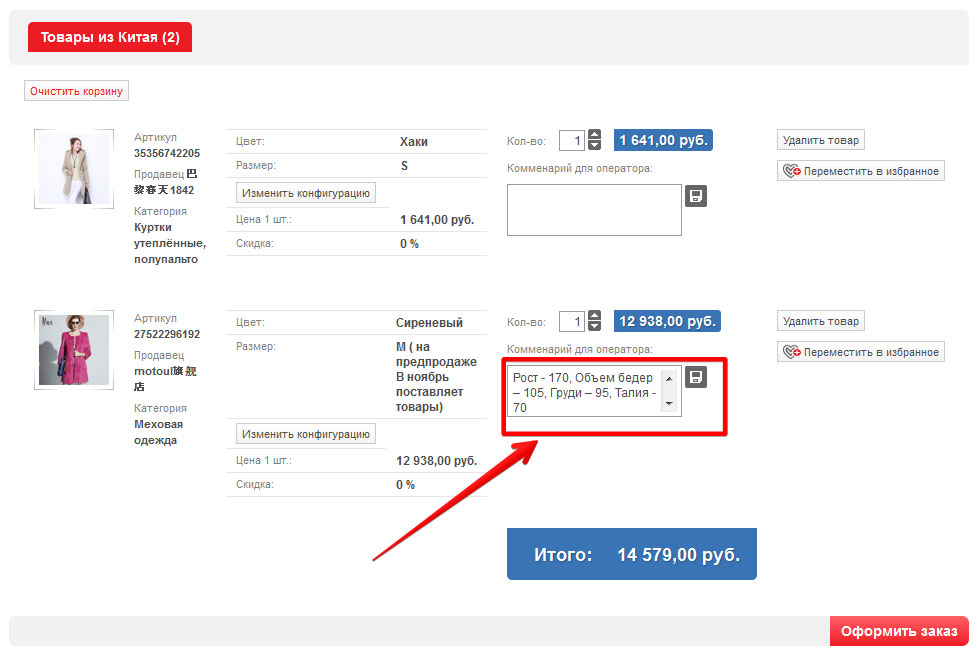 Товары из Китая (2)
Очистить корзину
Артикул
35356742205
Продавец 巴
黎春天1842
Категория
Куртки
утеплённые,
полупальто
Цвет: Хаки
Размер: S
Изменить конфигурацию
Цена 1 шт.: 1 641,00 руб.
Скидка: 0 %
Кол-во: 1 1 641,00 руб.
Комменарий для оператора:
Удалить товар
Переместить в избранное
Артикул
27522296192
Продавец
motoul旗舰
店
Категория
Меховая
одежда
Цвет: Сиреневый
Размер: M ( на
предпродаже
В ноябрь
поставляет
товары)
Изменить конфигурацию
Цена 1 шт.: 12 938,00 руб.
Скидка: 0 %
Кол-во: 1 12 938,00 руб.
Комменарий для оператора:
Рост - 170, Объем бедер
– 105, Груди – 95, Талия -
70
Удалить товар
Переместить в избранное
Итого: 14 579,00 руб.
Оформить заказ